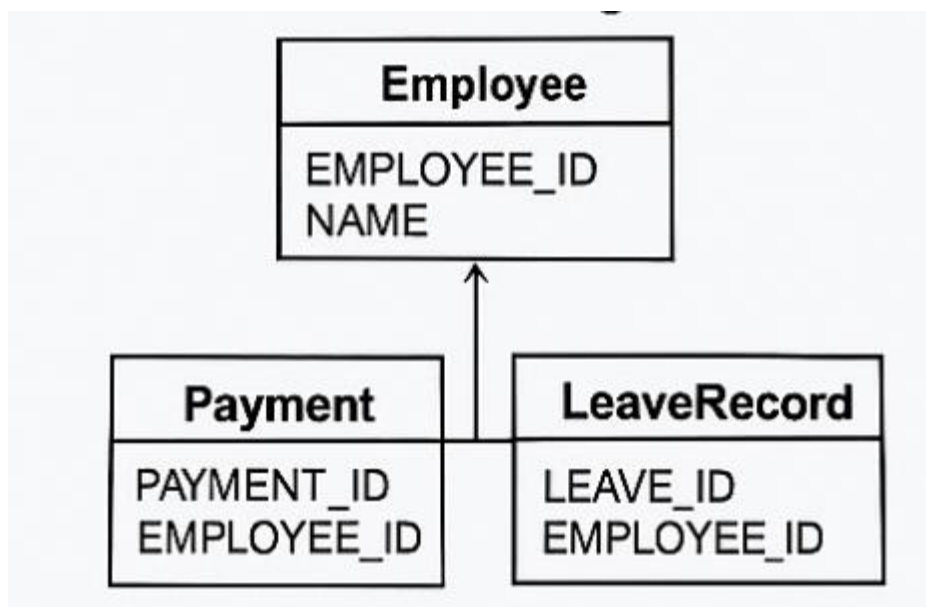 Employee
EMPLOYEE_ID
NAME
Payment
PAYMENT_ID
EMPLOYEE_ID
LeaveRecord
LEAVE_ID
EMPLOYEE_ID